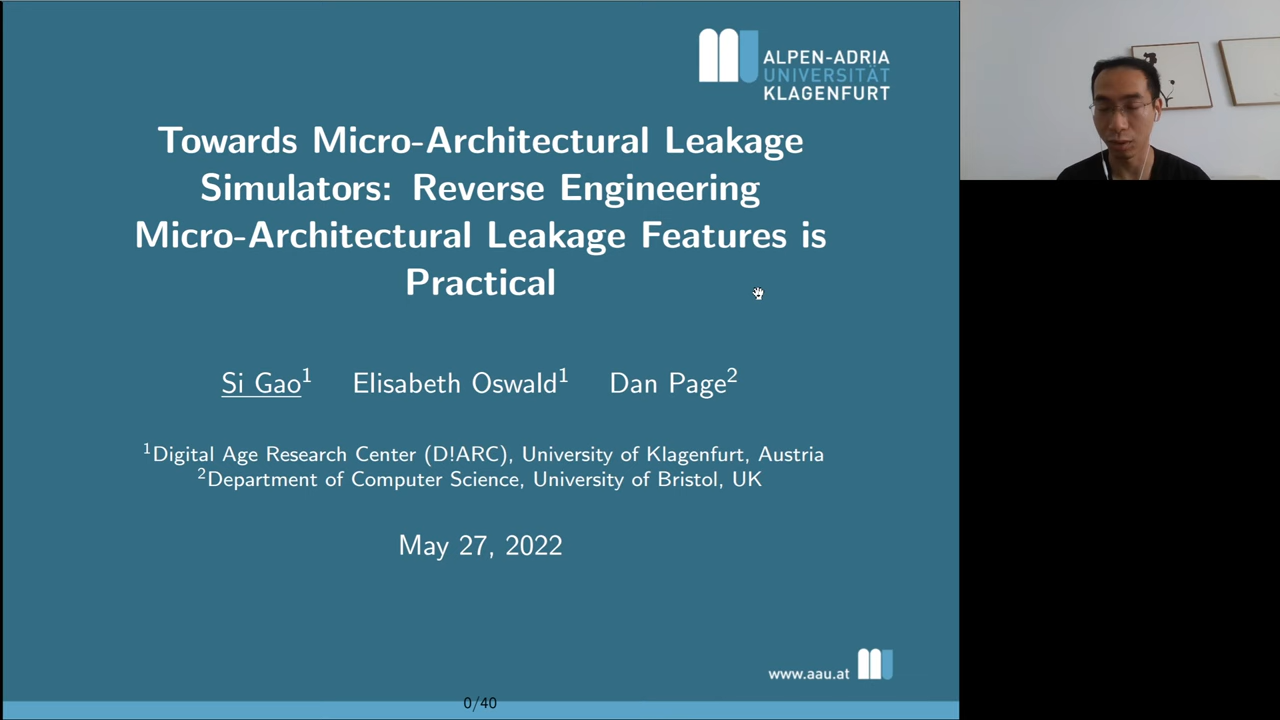 ALPEN-ADRIA
UNIVERSITÄT
KLAGENFURT
Towards Micro-Architectural Leakage
Simulators: Reverse Engineering
Micro-Architectural Leakage Features is
Practical
Si Gao¹ Elisabeth Oswald¹ Dan Page²
¹Digital Age Research Center (D!ARC), University of Klagenfurt, Austria
²Department of Computer Science, University of Bristol, UK
May 27, 2022
www.aau.at
0/40